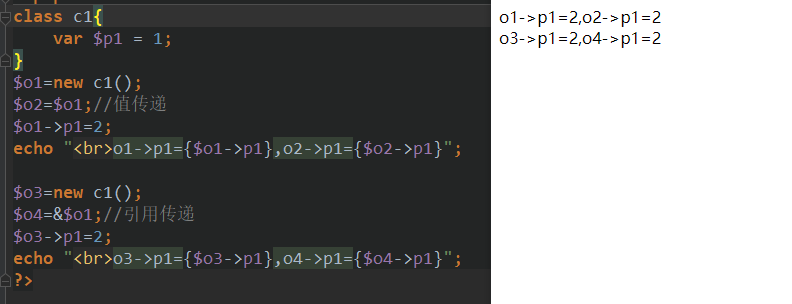 class c1{
    var $p1 = 1;
}
$o1=new c1();
$o2=$o1;//值传递
$o1->p1=2;
echo "<br>o1->p1={$o1->p1},o2->p1={$o2->p1}";

$o3=new c1();
$o4=&$o1;//引用传递
$o3->p1=2;
echo "<br>o3->p1={$o3->p1},o4->p1={$o4->p1}";
?>
o1->p1=2,o2->p1=2
o3->p1=2,o4->p1=2